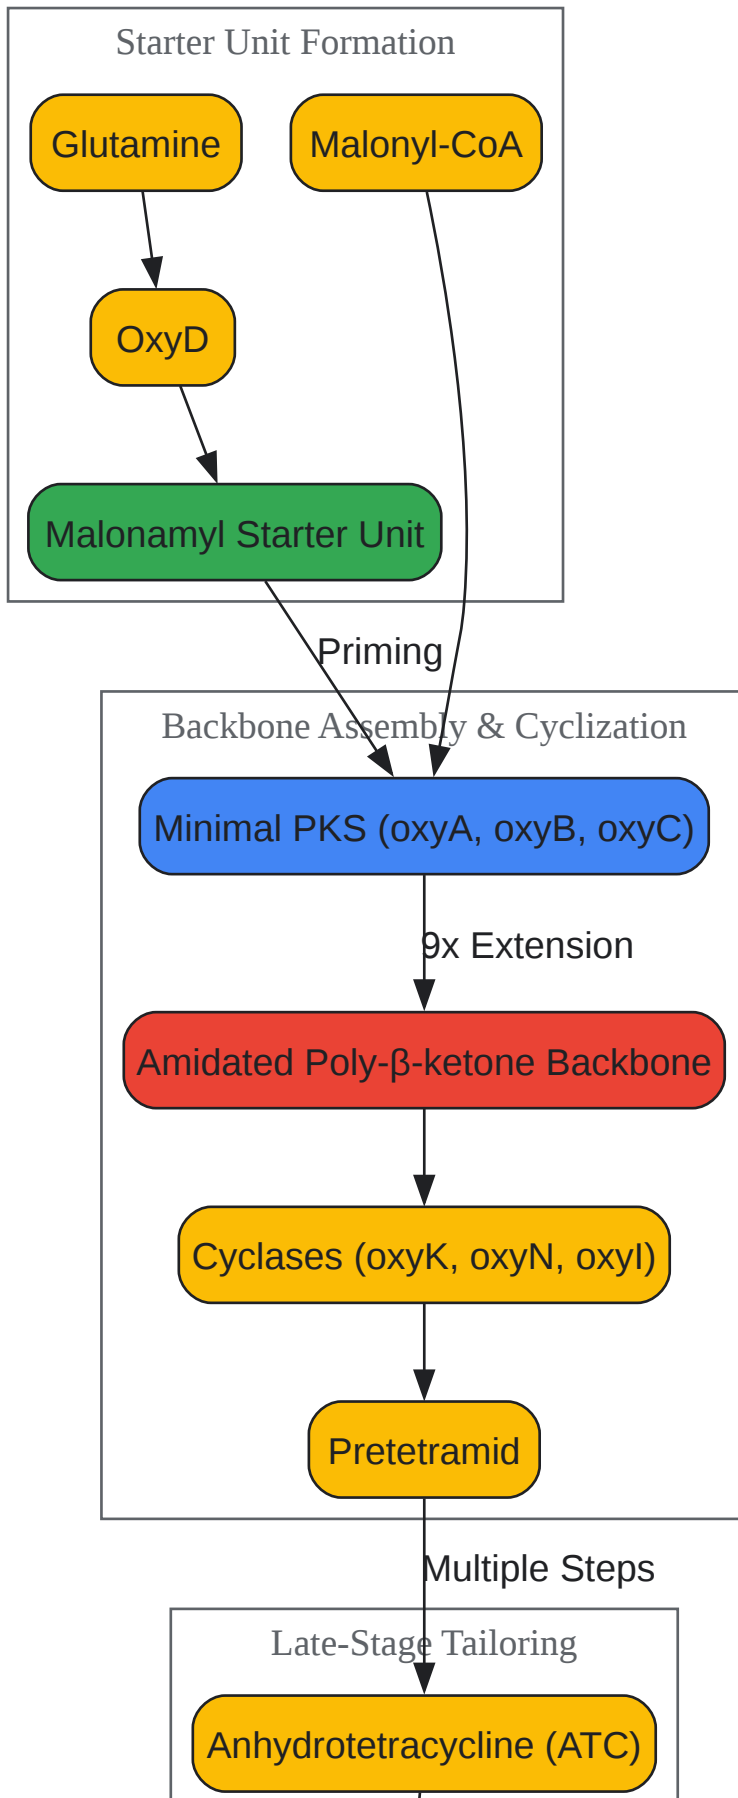 Starter Unit Formation
Glutamine
Malonyl-CoA
OxyD
Malonamyl Starter Unit
Priming
Backbone Assembly & Cyclization
Minimal PKS (oxyA, oxyB, oxyC)
9x Extension
Amidated Poly-β-ketone Backbone
Cyclases (oxyK, oxyN, oxyI)
Pretetramid
Multiple Steps
Late-Stage Tailoring
Anhydrotetracycline (ATC)